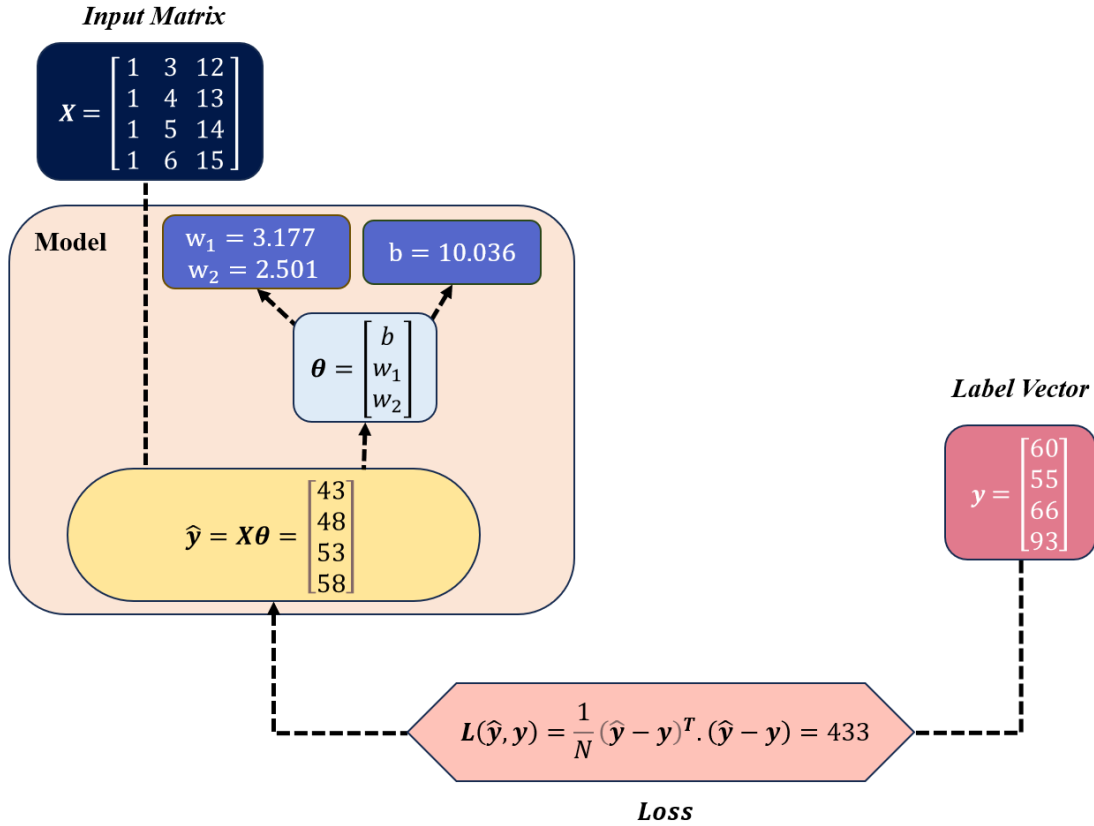 Input Matrix
X = [1 3 12
1 4 13
1 5 14
1 6 15]
Model
w₁ = 3.177
w₂ = 2.501
b = 10.036
θ = [b
w₁
w₂]
Label Vector
y = [60
55
66
93]
ŷ = Xθ = [43
48
53
58]
L(ŷ, y) = 1/N (ŷ − y)ᵀ. (ŷ − y) = 433
Loss